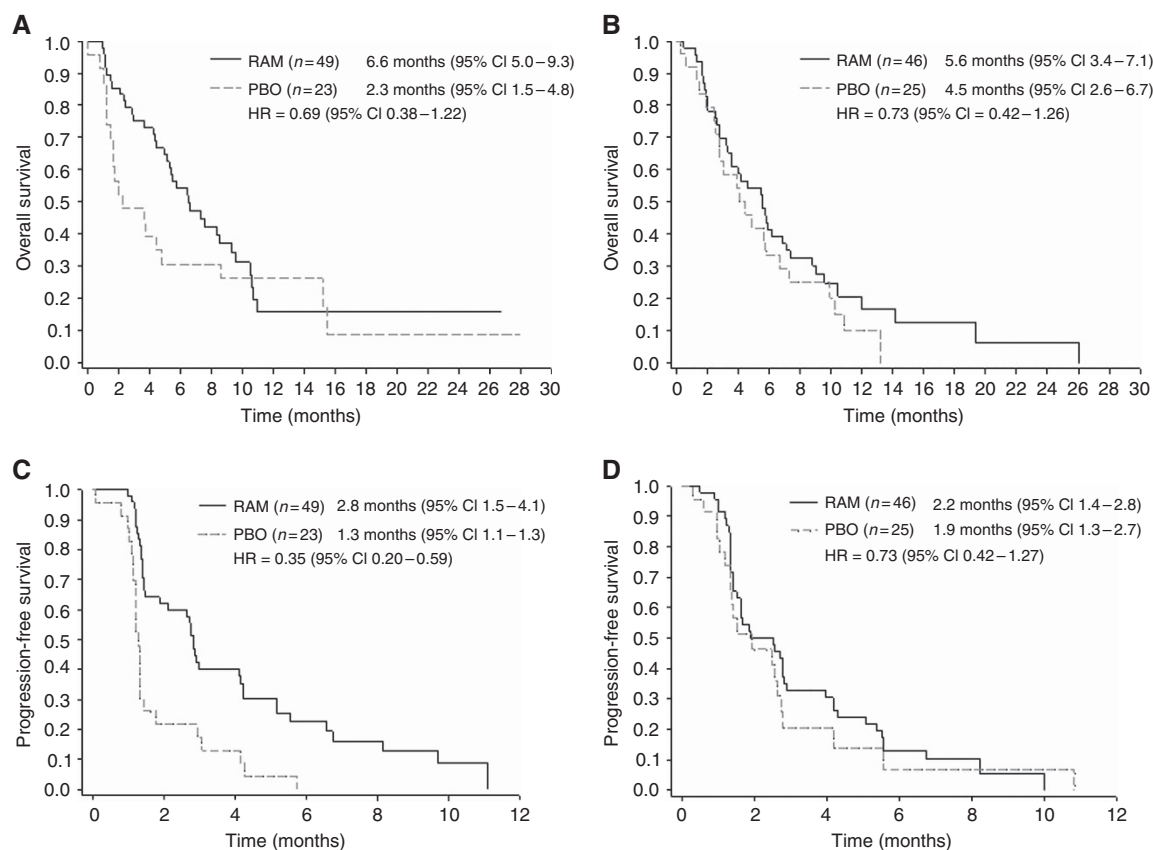 A
1.0
0.9
0.8
0.7
0.6
0.5
0.4
0.3
0.2
0.1
0.0
Overall survival
RAM (n=49) 6.6 months (95% CI 5.0–9.3)
PBO (n=23) 2.3 months (95% CI 1.5–4.8)
HR = 0.69 (95% CI 0.38–1.22)
0 2 4 6 8 10 12 14 16 18 20 22 24 26 28 30
Time (months)
B
1.0
0.9
0.8
0.7
0.6
0.5
0.4
0.3
0.2
0.1
0.0
Overall survival
RAM (n=46) 5.6 months (95% CI 3.4–7.1)
PBO (n=25) 4.5 months (95% CI 2.6–6.7)
HR = 0.73 (95% CI = 0.42–1.26)
0 2 4 6 8 10 12 14 16 18 20 22 24 26 28 30
Time (months)
C
1.0
0.9
0.8
0.7
0.6
0.5
0.4
0.3
0.2
0.1
0.0
Progression-free survival
RAM (n=49) 2.8 months (95% CI 1.5–4.1)
PBO (n=23) 1.3 months (95% CI 1.1–1.3)
HR = 0.35 (95% CI 0.20–0.59)
0 2 4 6 8 10 12
Time (months)
D
1.0
0.9
0.8
0.7
0.6
0.5
0.4
0.3
0.2
0.1
0.0
Progression-free survival
RAM (n=46) 2.2 months (95% CI 1.4–2.8)
PBO (n=25) 1.9 months (95% CI 1.3–2.7)
HR = 0.73 (95% CI 0.42–1.27)
0 2 4 6 8 10 12
Time (months)